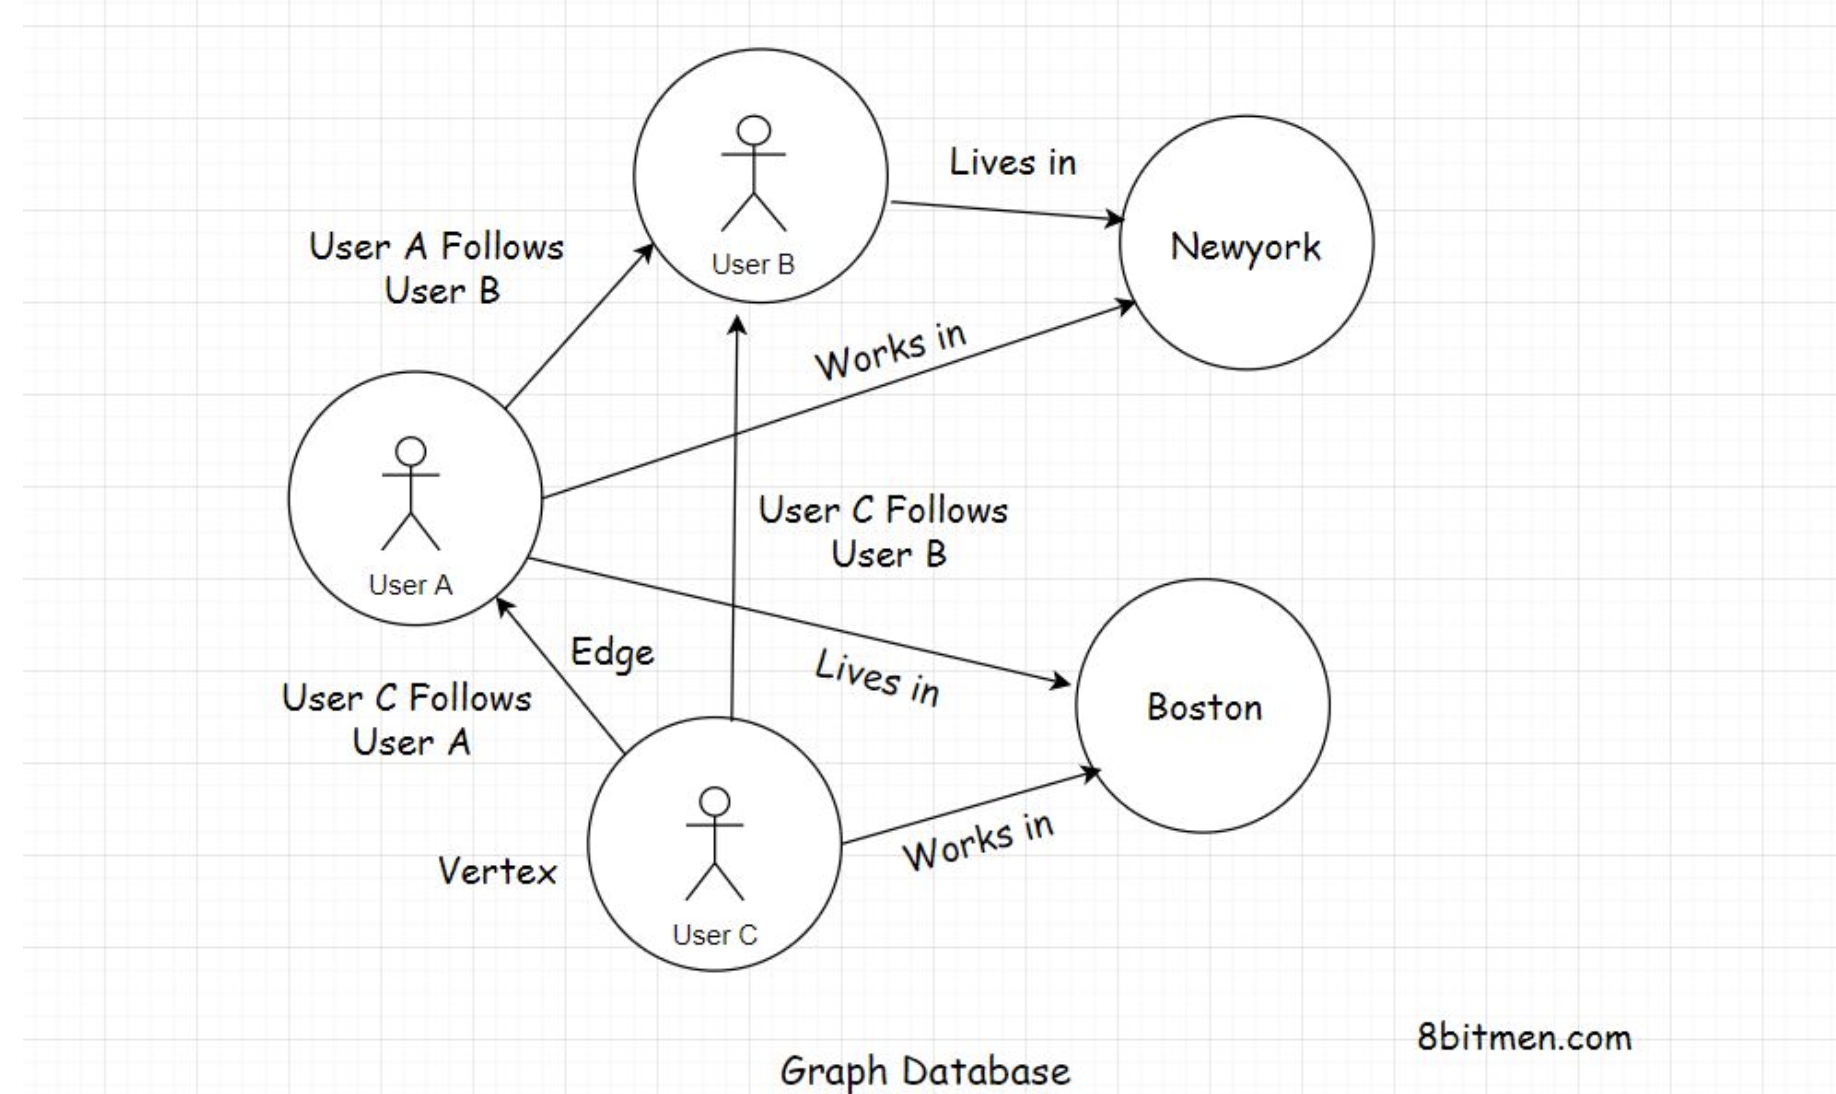 Lives in
User A Follows
User B
User B
Newyork
Works in
User C Follows
User B
User A
Edge
Lives in
User C Follows
User A
Boston
Works in
Vertex
User C
8bitmen.com
Graph Database